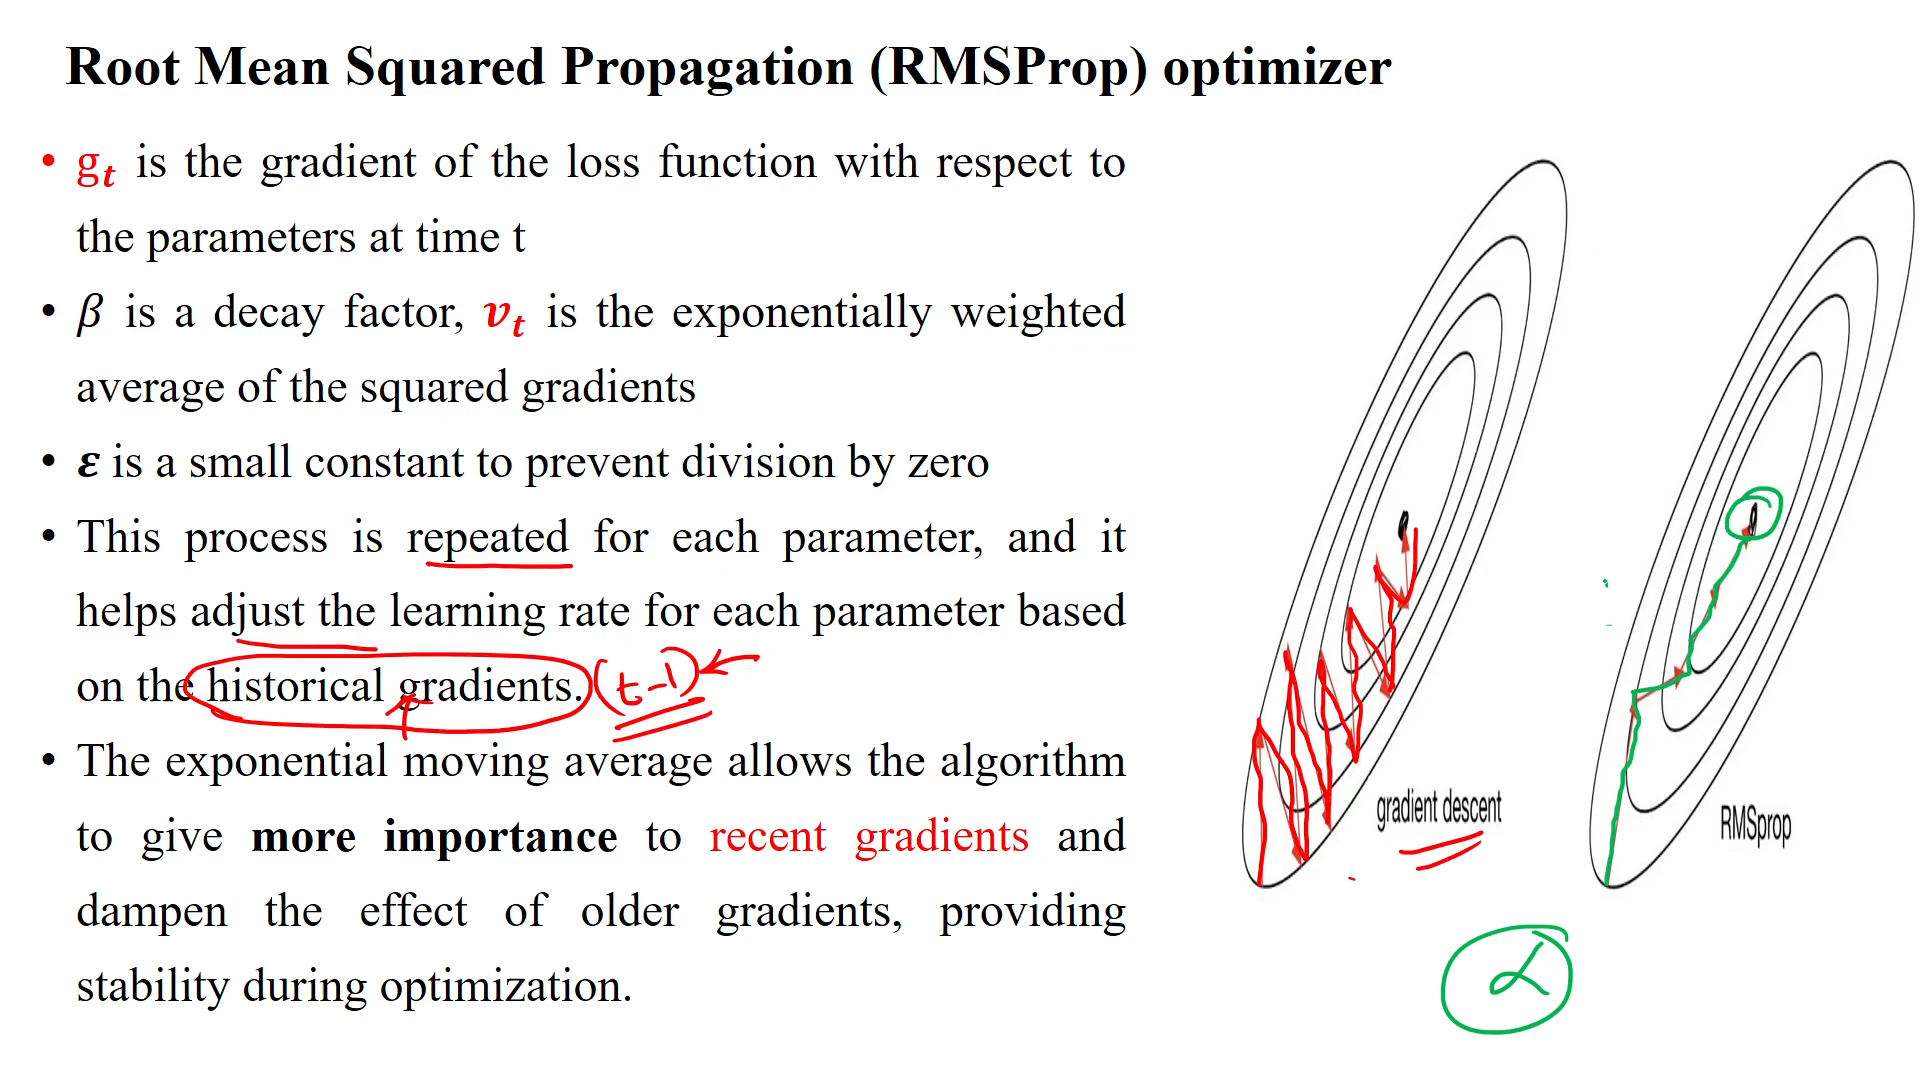 Root Mean Squared Propagation (RMSProp) optimizer
• gₜ is the gradient of the loss function with respect to
the parameters at time t
• β is a decay factor, vₜ is the exponentially weighted
average of the squared gradients
• ε is a small constant to prevent division by zero
• This process is repeated for each parameter, and it
helps adjust the learning rate for each parameter based
on the historical gradients. (t-1)
• The exponential moving average allows the algorithm
to give more importance to recent gradients and
dampen the effect of older gradients, providing
stability during optimization.
gradient descent
RMSprop
α